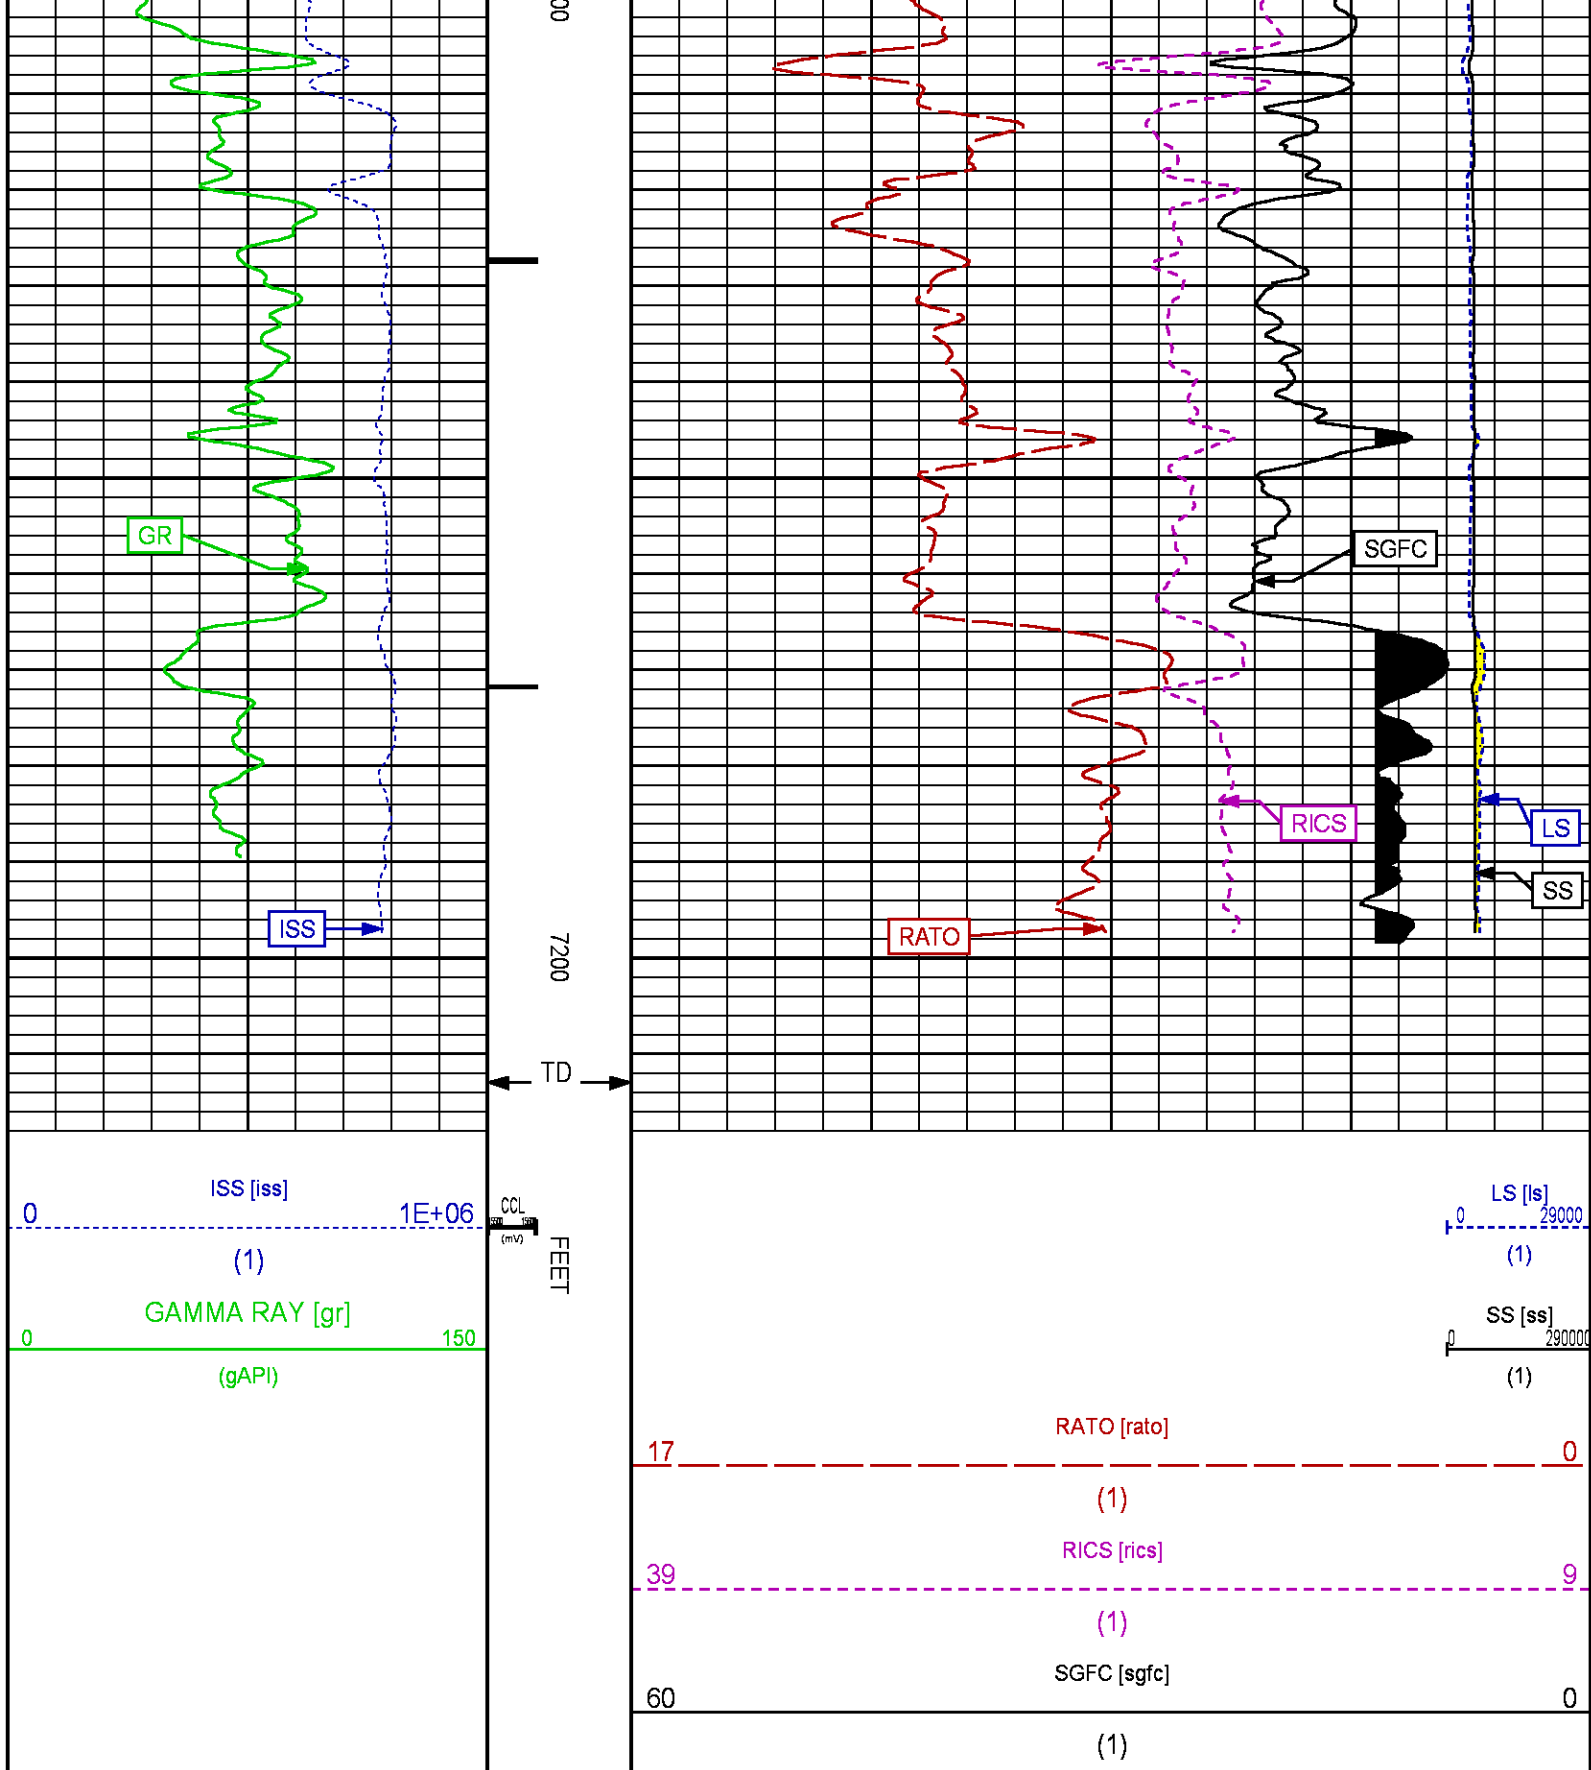 00
GR
SGFC
RICS
LS
SS
ISS
RATO
7200
TD
ISS [iss]
0 1E+06
(1)
GAMMA RAY [gr]
0 150
(gAPI)
CCL
(mV)
FEET
LS [ls]
0 29000
(1)
SS [ss]
0 290000
(1)
RATO [rato]
17 0
(1)
RICS [rics]
39 9
(1)
SGFC [sgfc]
60 0
(1)